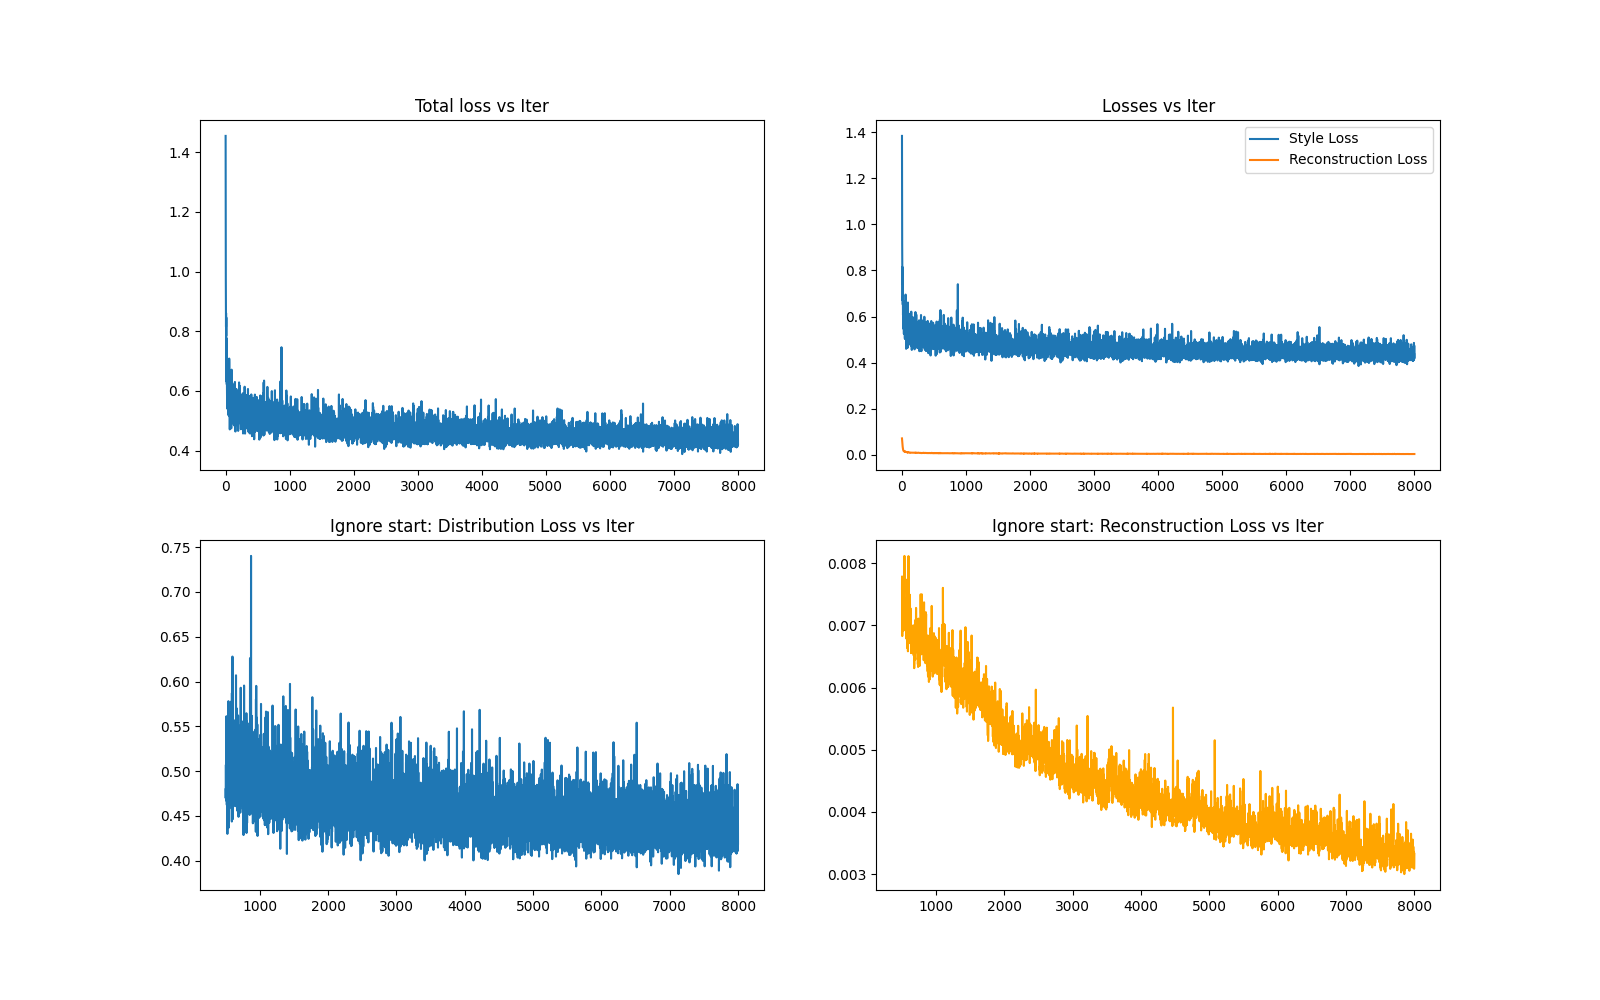 Total loss vs Iter
1.4
1.2
1.0
0.8
0.6
0.4
0 1000 2000 3000 4000 5000 6000 7000 8000
Losses vs Iter
Style Loss
Reconstruction Loss
1.4
1.2
1.0
0.8
0.6
0.4
0.2
0.0
0 1000 2000 3000 4000 5000 6000 7000 8000
Ignore start: Distribution Loss vs Iter
0.75
0.70
0.65
0.60
0.55
0.50
0.45
0.40
1000 2000 3000 4000 5000 6000 7000 8000
Ignore start: Reconstruction Loss vs Iter
0.008
0.007
0.006
0.005
0.004
0.003
1000 2000 3000 4000 5000 6000 7000 8000